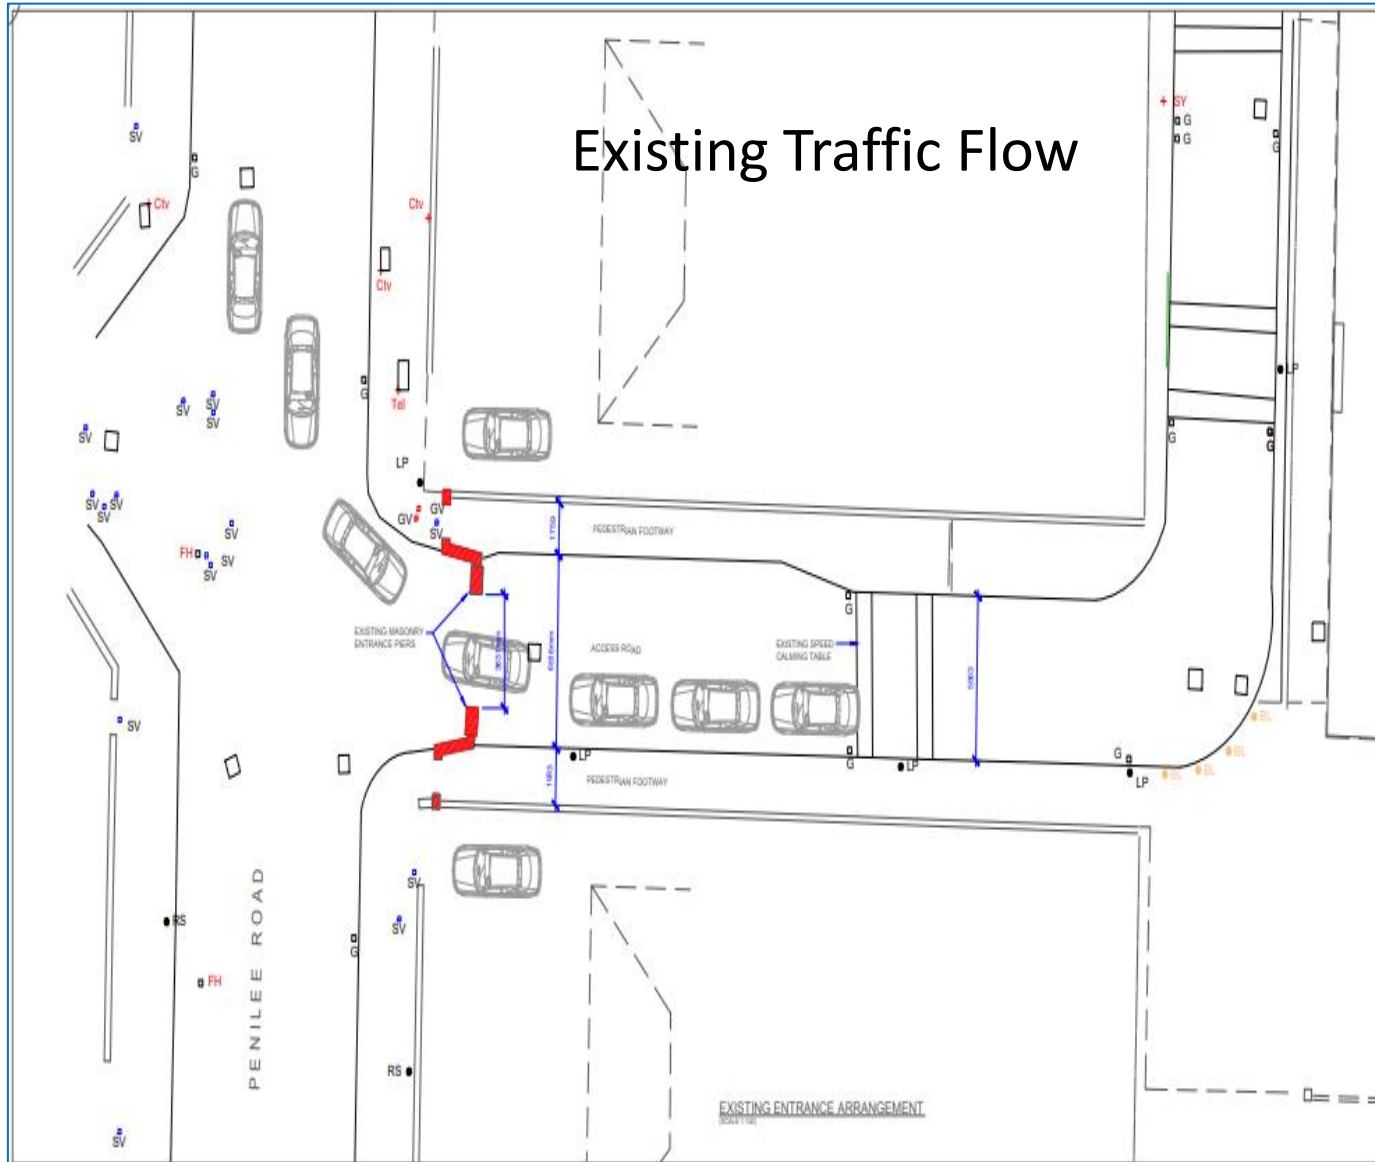 Existing Traffic Flow
SV
G
Ctv
Ctv
Ctv
Tel
G
SY
G
G
G
LP
G
G
SV
SV
SV
SV
SV
SV
SV
SV
SV
FH
SV
SV
LP
GV
GV
SV
PEDESTRIAN FOOTWAY
1750
EXISTING MASONRY
ENTRANCE PIERS
ACCESS ROAD
EXISTING SPEED
CALMING TABLE
G
SV
LP
PEDESTRIAN FOOTWAY
G
LP
G
LP
BL
BL
BL
BL
SV
SV
G
RS
FH
PENILEE ROAD
RS
SV
EXISTING ENTRANCE ARRANGEMENT